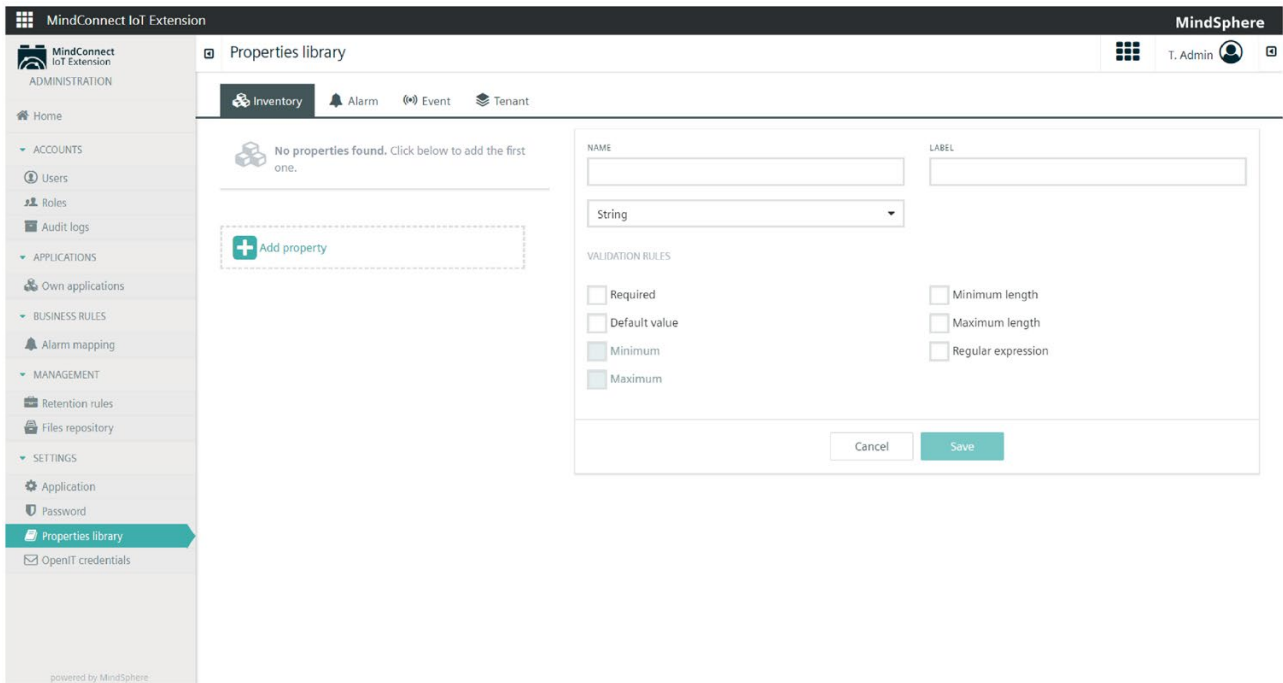 MindConnect IoT Extension
MindSphere
MindConnect
IoT Extension
ADMINISTRATION
Properties library
T. Admin
Home
ACCOUNTS
Users
Roles
Audit logs
APPLICATIONS
Own applications
BUSINESS RULES
Alarm mapping
MANAGEMENT
Retention rules
Files repository
SETTINGS
Application
Password
Properties library
OpenIT credentials
powered by MindSphere
Inventory Alarm Event Tenant
No properties found. Click below to add the first
one.
Add property
NAME LABEL
String
VALIDATION RULES
Required Minimum length
Default value Maximum length
Minimum Regular expression
Maximum
Cancel Save